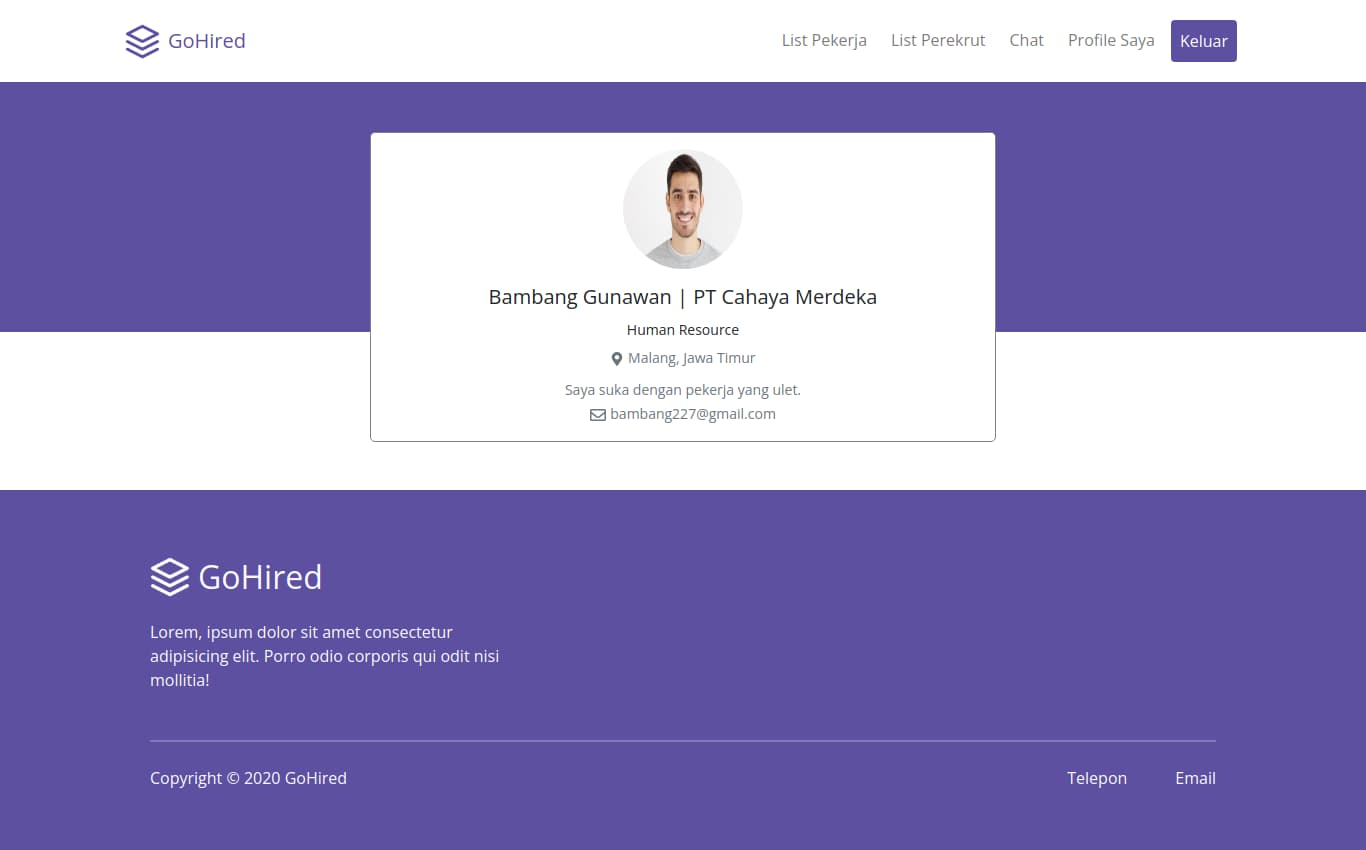 GoHired
List Pekerja
List Perekrut
Chat
Profile Saya
Keluar
Bambang Gunawan | PT Cahaya Merdeka
Human Resource
Malang, Jawa Timur
Saya suka dengan pekerja yang ulet.
bambang227@gmail.com
GoHired
Lorem, ipsum dolor sit amet consectetur
adipisicing elit. Porro odio corporis qui odit nisi
mollitia!
Copyright © 2020 GoHired
Telepon
Email